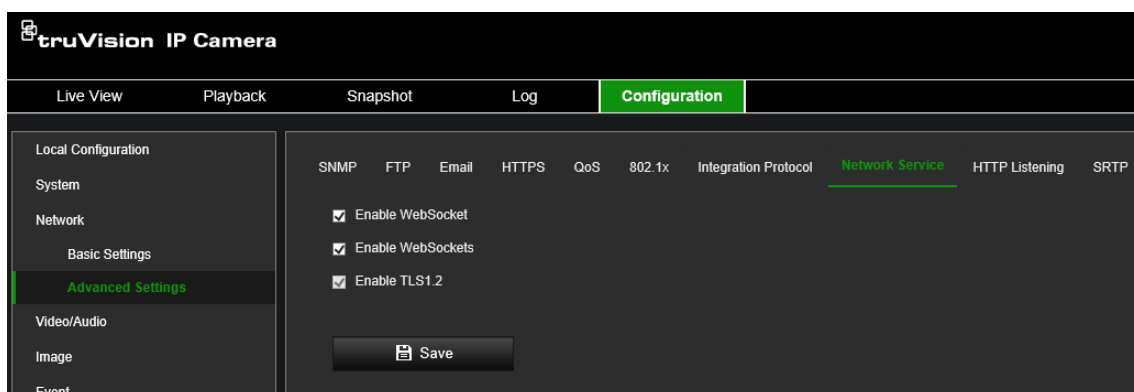 truVision IP Camera
Live View Playback Snapshot Log Configuration
Local Configuration
System
Network
Basic Settings
Advanced Settings
Video/Audio
Image
Event
SNMP FTP Email HTTPS QoS 802.1x Integration Protocol Network Service HTTP Listening SRTP
Enable WebSocket
Enable WebSockets
Enable TLS1.2
Save